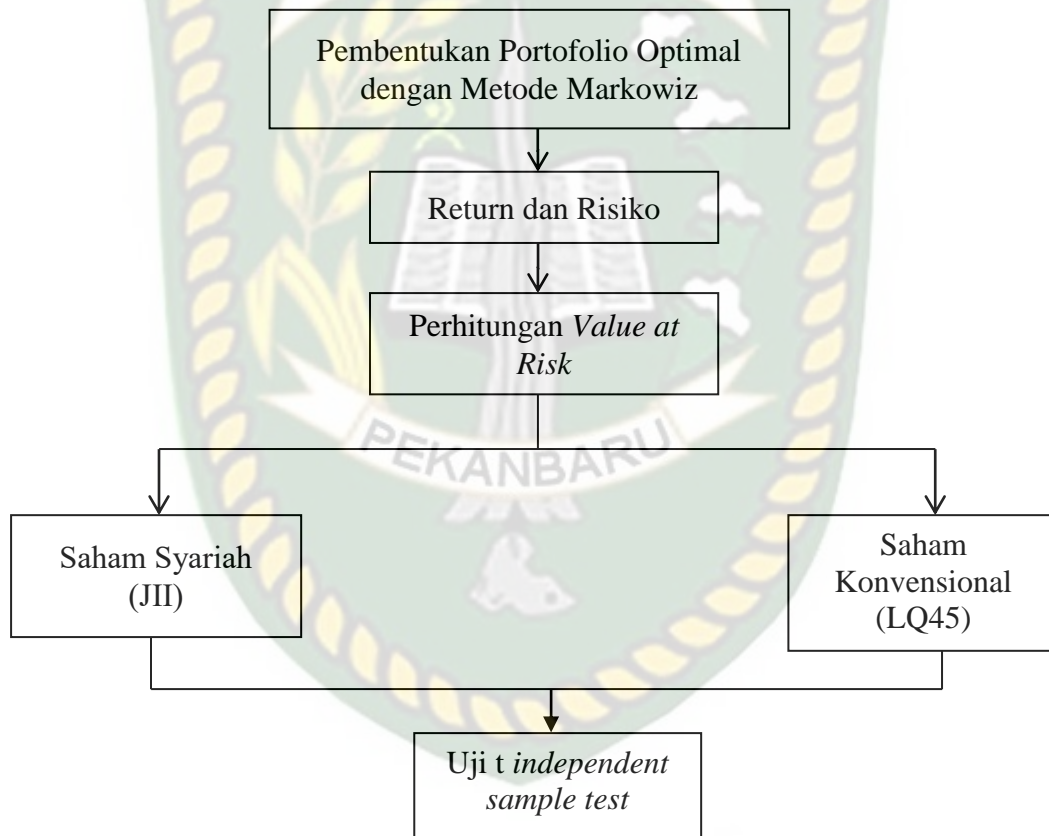 Pembentukan Portofolio Optimal
dengan Metode Markowiz
Return dan Risiko
Perhitungan Value at
Risk
PEKANBARU
Saham Syariah
(JII)
Saham
Konvensional
(LQ45)
Uji t independent
sample test